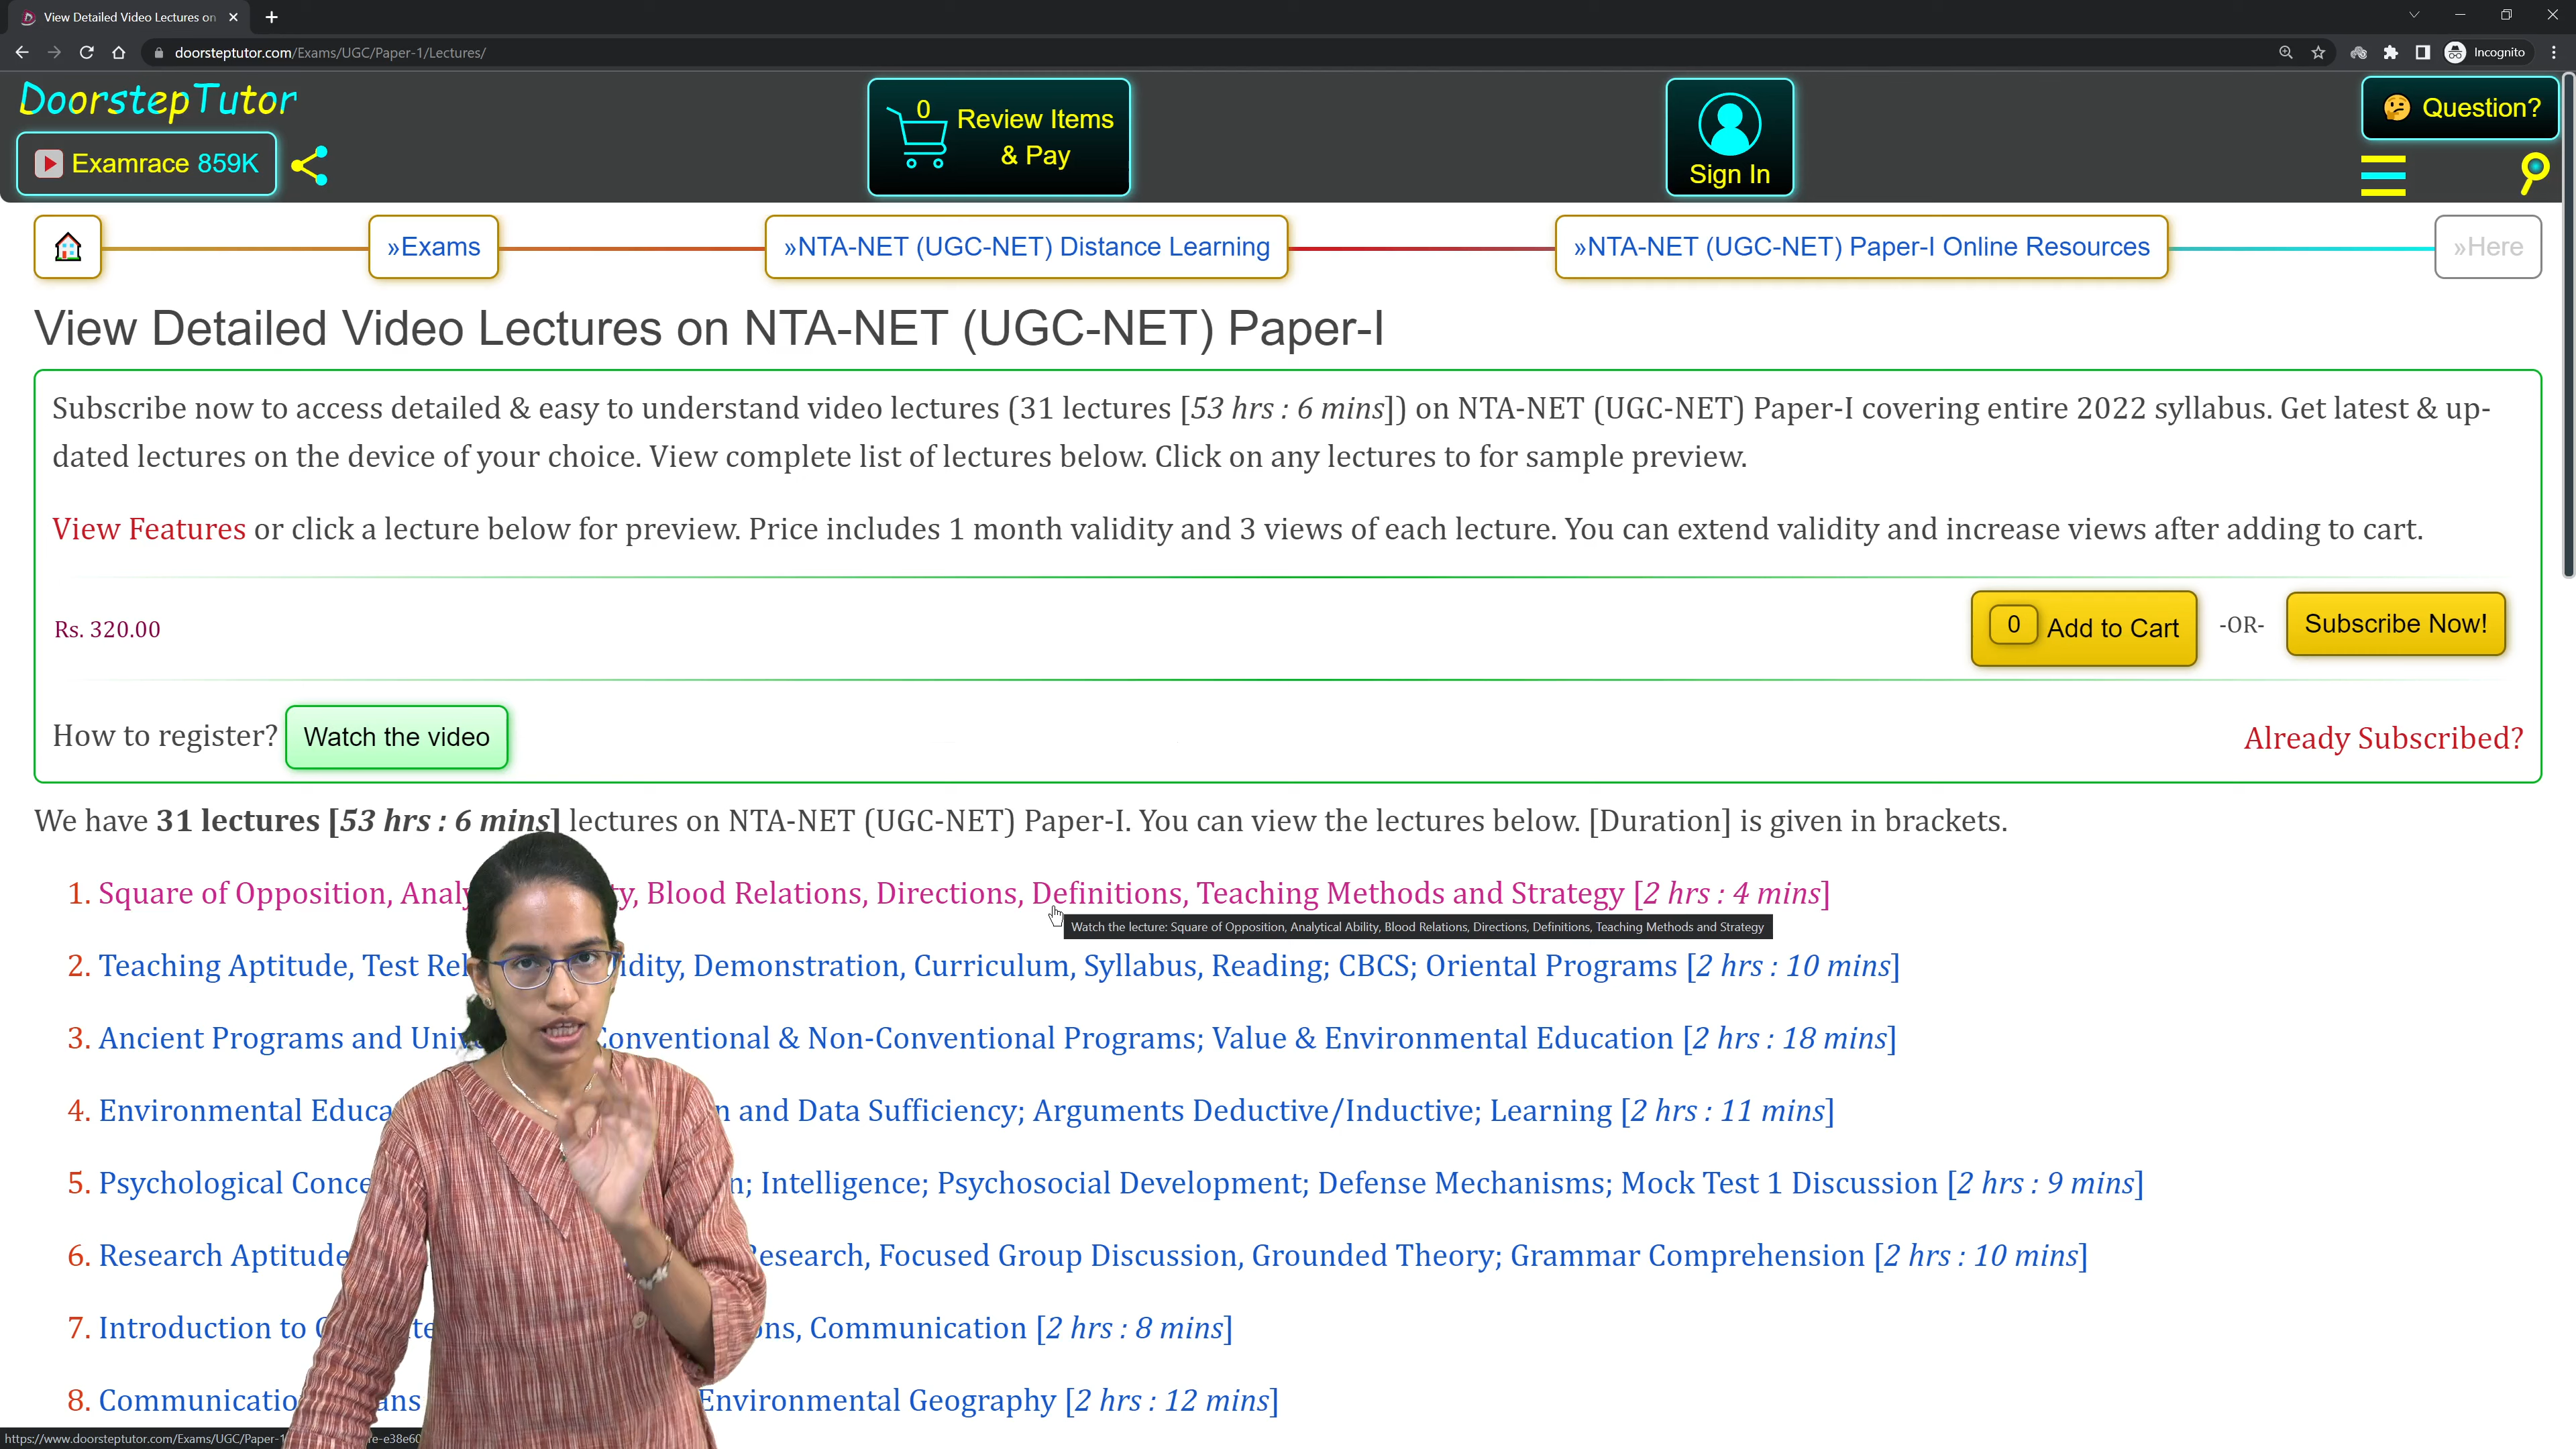 View Detailed Video Lectures on
doorsteptutor.com/Exams/UGC/Paper-1/Lectures/
Incognito
DoorstepTutor
Examrace 859K
0
Review Items
& Pay
Sign In
Question?
»Exams
»NTA-NET (UGC-NET) Distance Learning
»NTA-NET (UGC-NET) Paper-I Online Resources
»Here
View Detailed Video Lectures on NTA-NET (UGC-NET) Paper-I
Subscribe now to access detailed & easy to understand video lectures (31 lectures [53 hrs : 6 mins]) on NTA-NET (UGC-NET) Paper-I covering entire 2022 syllabus. Get latest & up-
dated lectures on the device of your choice. View complete list of lectures below. Click on any lectures to for sample preview.
View Features or click a lecture below for preview. Price includes 1 month validity and 3 views of each lecture. You can extend validity and increase views after adding to cart.
Rs. 320.00
0 Add to Cart
-OR-
Subscribe Now!
How to register?
Watch the video
Already Subscribed?
We have 31 lectures [53 hrs : 6 mins] lectures on NTA-NET (UGC-NET) Paper-I. You can view the lectures below. [Duration] is given in brackets.
1. Square of Opposition, Blood Relations, Directions, Definitions, Teaching Methods and Strategy [2 hrs : 4 mins]
Watch the lecture: Square of Opposition, Analytical Ability, Blood Relations, Directions, Definitions, Teaching Methods and Strategy
2. Teaching Aptitude, Test Demonstration, Curriculum, Syllabus, Reading; CBCS; Oriental Programs [2 hrs : 10 mins]
3. Ancient Programs and Conventional & Non-Conventional Programs; Value & Environmental Education [2 hrs : 18 mins]
4. Environmental and Data Sufficiency; Arguments Deductive/Inductive; Learning [2 hrs : 11 mins]
5. Psychological Intelligence; Psychosocial Development; Defense Mechanisms; Mock Test 1 Discussion [2 hrs : 9 mins]
6. Research Aptitude Research, Focused Group Discussion, Grounded Theory; Grammar Comprehension [2 hrs : 10 mins]
7. Introduction to Communication [2 hrs : 8 mins]
8. Environmental Geography [2 hrs : 12 mins]
https://www.doorsteptutor.com/Exams/UGC/Paper-1